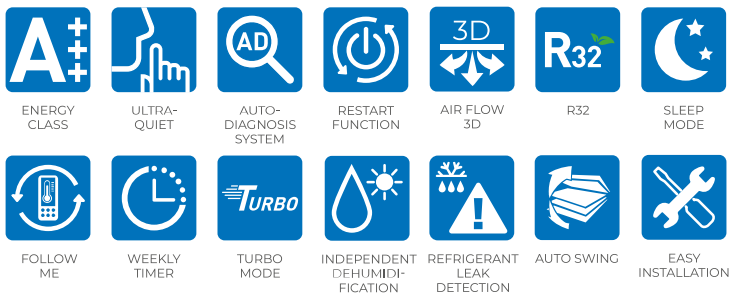 A+++
AD
3D
R32
ENERGY
CLASS
ULTRA-
QUIET
AUTO-
DIAGNOSIS
SYSTEM
RESTART
FUNCTION
AIR FLOW
3D
R32
SLEEP
MODE
TURBO
FOLLOW
ME
WEEKLY
TIMER
TURBO
MODE
INDEPENDENT
DEHUMIDI-
FICATION
REFRIGERANT
LEAK
DETECTION
AUTO SWING
EASY
INSTALLATION